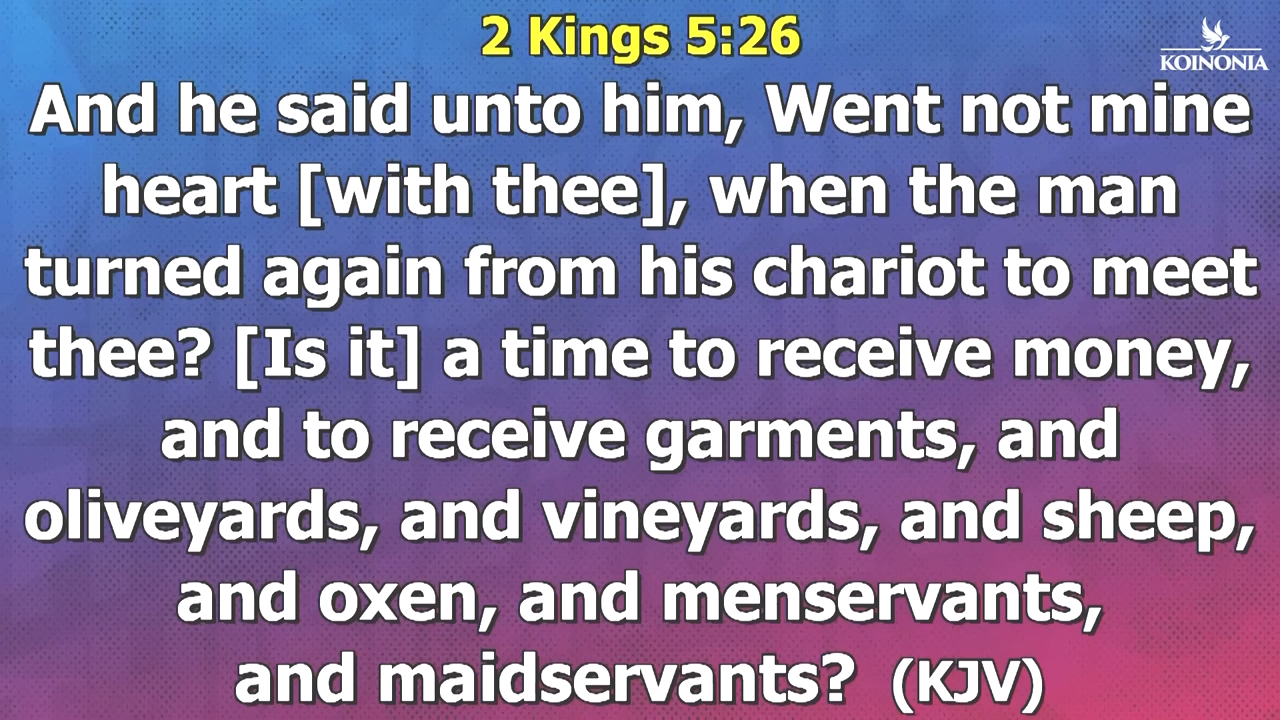 2 Kings 5:26
KOINONIA
And he said unto him, Went not mine
heart [with thee], when the man
turned again from his chariot to meet
thee? [Is it] a time to receive money,
and to receive garments, and
oliveyards, and vineyards, and sheep,
and oxen, and menservants,
and maidservants? (KJV)